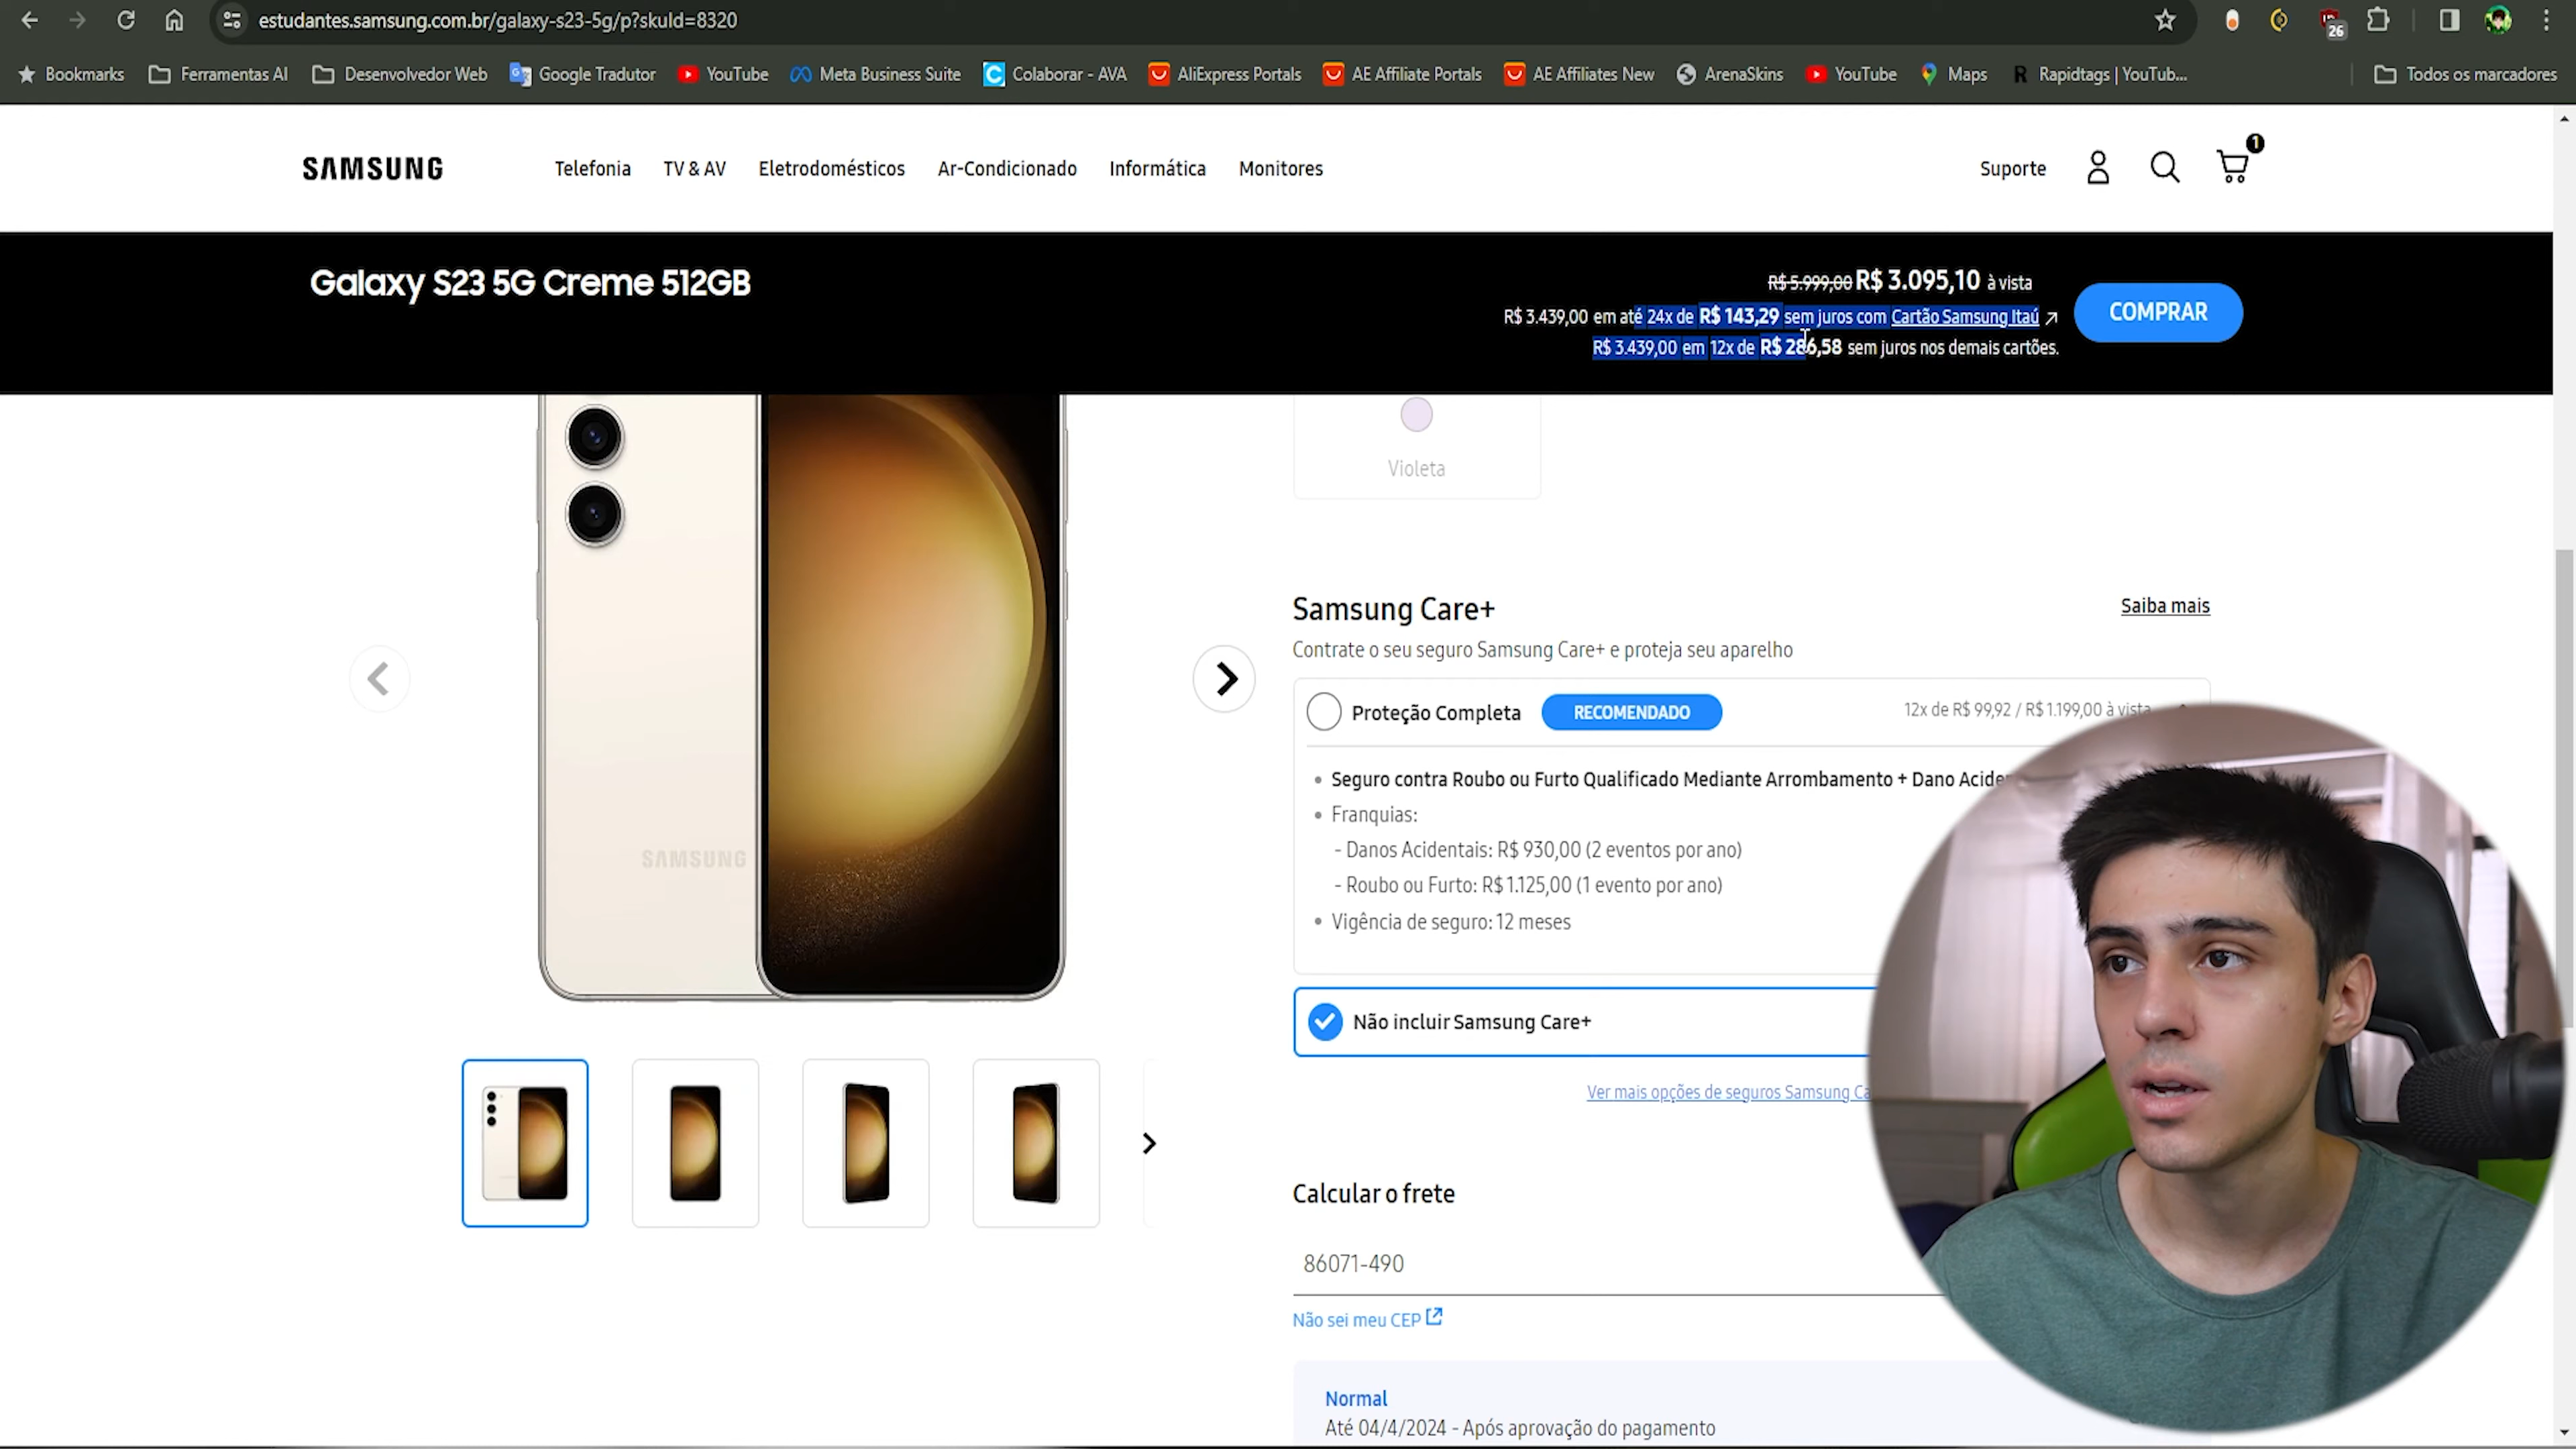 estudantes.samsung.com.br/galaxy-s23-5g/p?skuId=8320
26
Bookmarks Ferramentas AI Desenvolvedor Web Google Tradutor YouTube Meta Business Suite Colaborar - AVA AliExpress Portals AE Affiliate Portals AE Affiliates New ArenaSkins YouTube Maps Rapidtags | YouTub... Todos os marcadores
SAMSUNG Telefonia TV & AV Eletrodomésticos Ar-Condicionado Informática Monitores Suporte 1
Galaxy S23 5G Creme 512GB
R$ 5.999,00 R$ 3.095,10 à vista
R$ 3.439,00 em até 24x de R$ 143,29 sem juros com Cartão Samsung Itaú
R$ 3.439,00 em 12x de R$ 286,58 sem juros nos demais cartões.
COMPRAR
Violeta
SAMSUNG
Samsung Care+ Saiba mais
Contrate o seu seguro Samsung Care+ e proteja seu aparelho
Proteção Completa RECOMENDADO 12x de R$ 99,92 / R$ 1.199,00 à vista
• Seguro contra Roubo ou Furto Qualificado Mediante Arrombamento + Dano
• Franquias:
- Danos Acidentais: R$ 930,00 (2 eventos por ano)
- Roubo ou Furto: R$ 1.125,00 (1 evento por ano)
• Vigência de seguro: 12 meses
Não incluir Samsung Care+
Ver mais opções de seguros Samsung
Calcular o frete
86071-490
Não sei meu CEP
Normal
Até 04/4/2024 - Após aprovação do pagamento